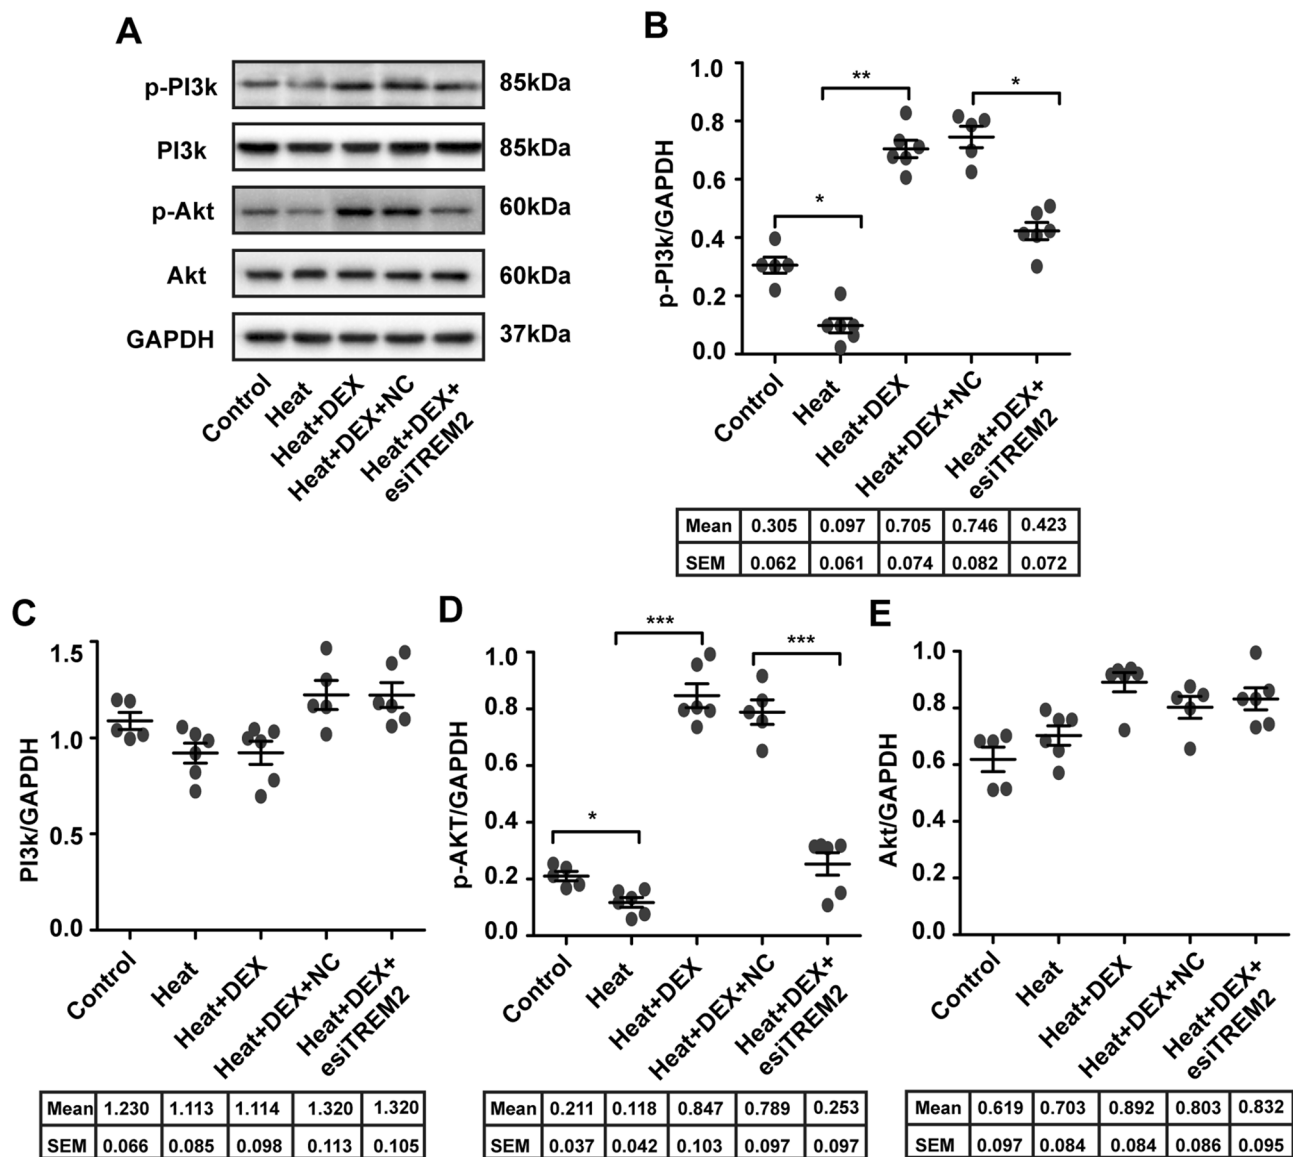 A
p-PI3k 85kDa
PI3k 85kDa
p-Akt 60kDa
Akt 60kDa
GAPDH 37kDa
Control
Heat
Heat+DEX
Heat+DEX+NC
Heat+DEX+
esiTREM2
B
p-PI3k/GAPDH
1.0
0.8
0.6
0.4
0.2
0.0
*
**
*
Control
Heat
Heat+DEX
Heat+DEX+NC
Heat+DEX+
esiTREM2
Mean 0.305 0.097 0.705 0.746 0.423
SEM 0.062 0.061 0.074 0.082 0.072
C
PI3k/GAPDH
1.5
1.0
0.5
0.0
Control
Heat
Heat+DEX
Heat+DEX+NC
Heat+DEX+
esiTREM2
Mean 1.230 1.113 1.114 1.320 1.320
SEM 0.066 0.085 0.098 0.113 0.105
D
p-AKT/GAPDH
1.0
0.8
0.6
0.4
0.2
0.0
*
***
***
Control
Heat
Heat+DEX
Heat+DEX+NC
Heat+DEX+
esiTREM2
Mean 0.211 0.118 0.847 0.789 0.253
SEM 0.037 0.042 0.103 0.097 0.097
E
Akt/GAPDH
1.0
0.8
0.6
0.4
0.2
0.0
Control
Heat
Heat+DEX
Heat+DEX+NC
Heat+DEX+
esiTREM2
Mean 0.619 0.703 0.892 0.803 0.832
SEM 0.097 0.084 0.084 0.086 0.095